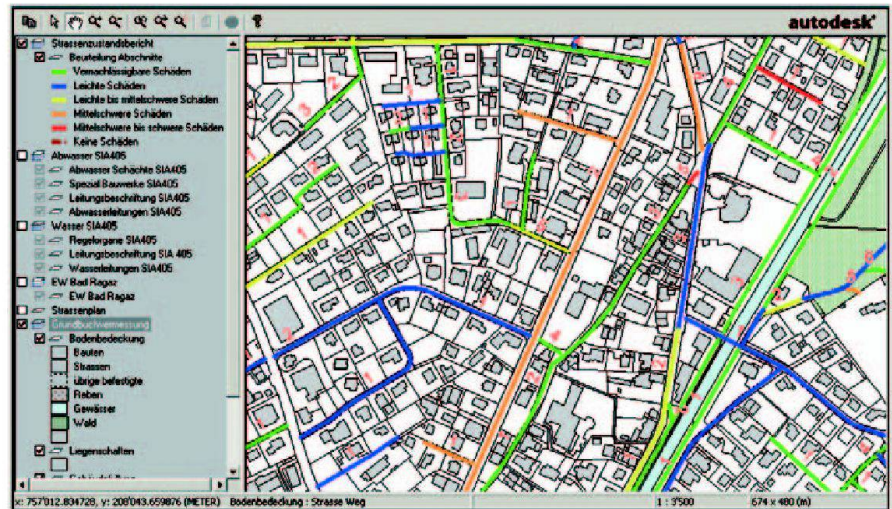 autodesk®
Strassenzustandsbericht
Beurteilung Abschnitte
Vernachlässigbare Schäden
Leichte Schäden
Leichte bis mittelschwere Schäden
Mittelschwere Schäden
Mittelschwere bis schwere Schäden
Keine Schäden
Abwasser SIA405
Abwasser Schächte SIA405
Spezial Bauwerke SIA405
Leitungsbeschriftung SIA405
Abwasserleitungen SIA405
Wasser SIA405
Regelorgane SIA405
Leitungsbeschriftung SIA 405
Wasserleitungen SIA405
EW Bad Ragaz
EW Bad Ragaz
Strassenplan
Grundbuchvermessung
Bodenbedeckung
Bauten
Strassen
übrige befestigte
Reben
Gewässer
Wald
Liegenschaften
x: 757'012.834728, y: 208'043.659876 (METER) Bodenbedeckung : Strasse Weg 1 : 3'500 674 x 480 (m)